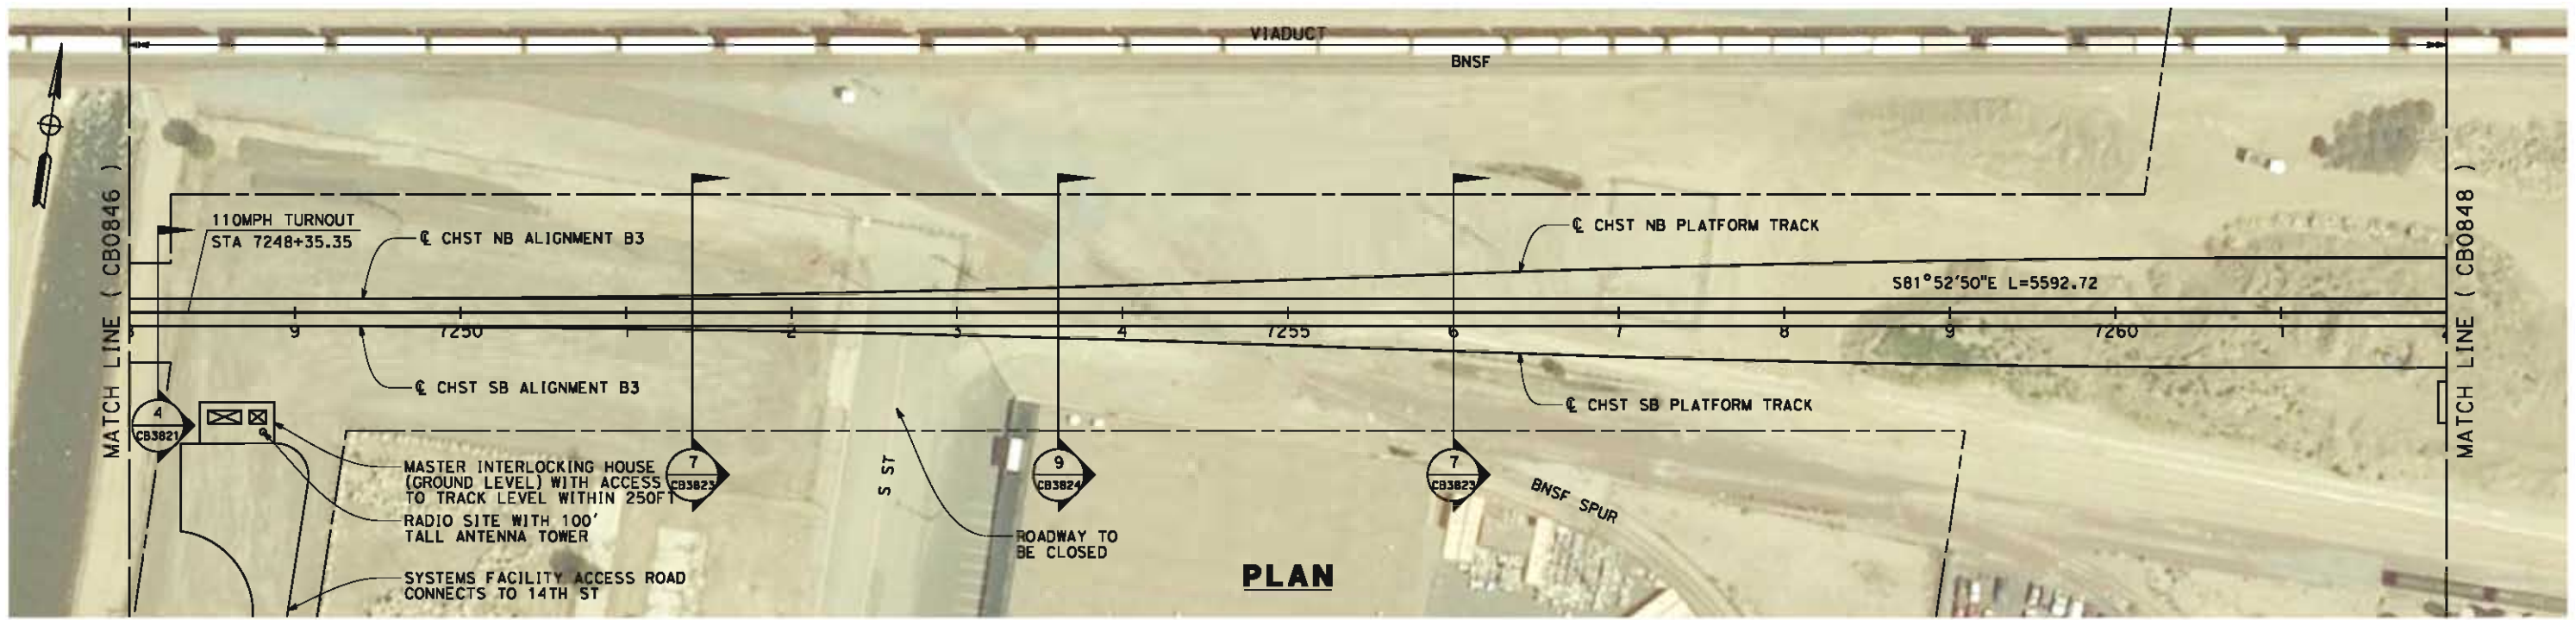 VIADUCT
BNSF
MATCH LINE ( CB0846 )
110MPH TURNOUT
STA 7248+35.35
℄ CHST NB ALIGNMENT B3
℄ CHST NB PLATFORM TRACK
S81°52'50"E L=5592.72
MATCH LINE ( CB0848 )
9 7250 1 2 3 4 7255 6 7 8 9 7260 1
℄ CHST SB ALIGNMENT B3
℄ CHST SB PLATFORM TRACK
4
CB3821
MASTER INTERLOCKING HOUSE
(GROUND LEVEL) WITH ACCESS
TO TRACK LEVEL WITHIN 250FT
7
CB3823
S ST
9
CB3824
7
CB3823
BNSF SPUR
RADIO SITE WITH 100'
TALL ANTENNA TOWER
ROADWAY TO
BE CLOSED
SYSTEMS FACILITY ACCESS ROAD
CONNECTS TO 14TH ST
PLAN